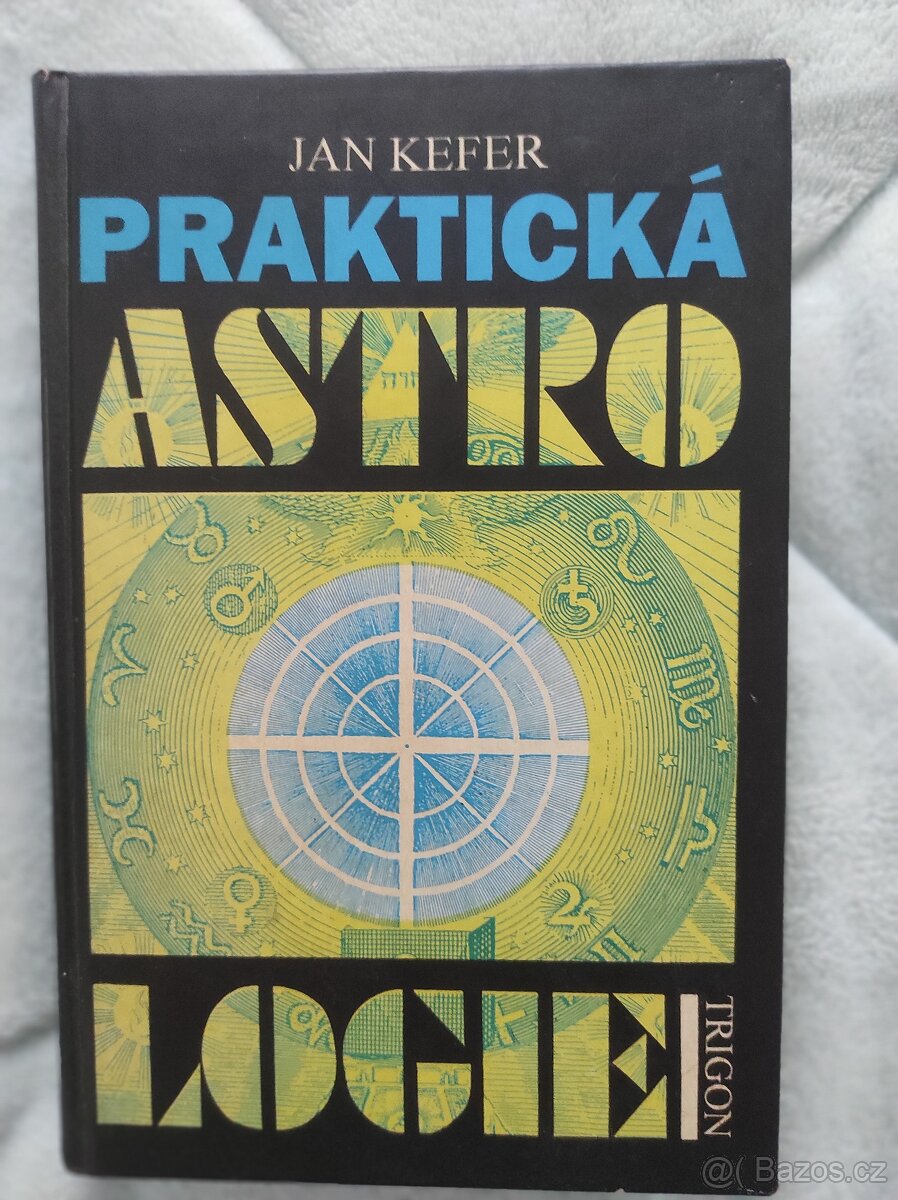 JAN KEFER
PRAKTICKÁ
ASTRO
LOGIE
TRIGON
@( Bazos.cz